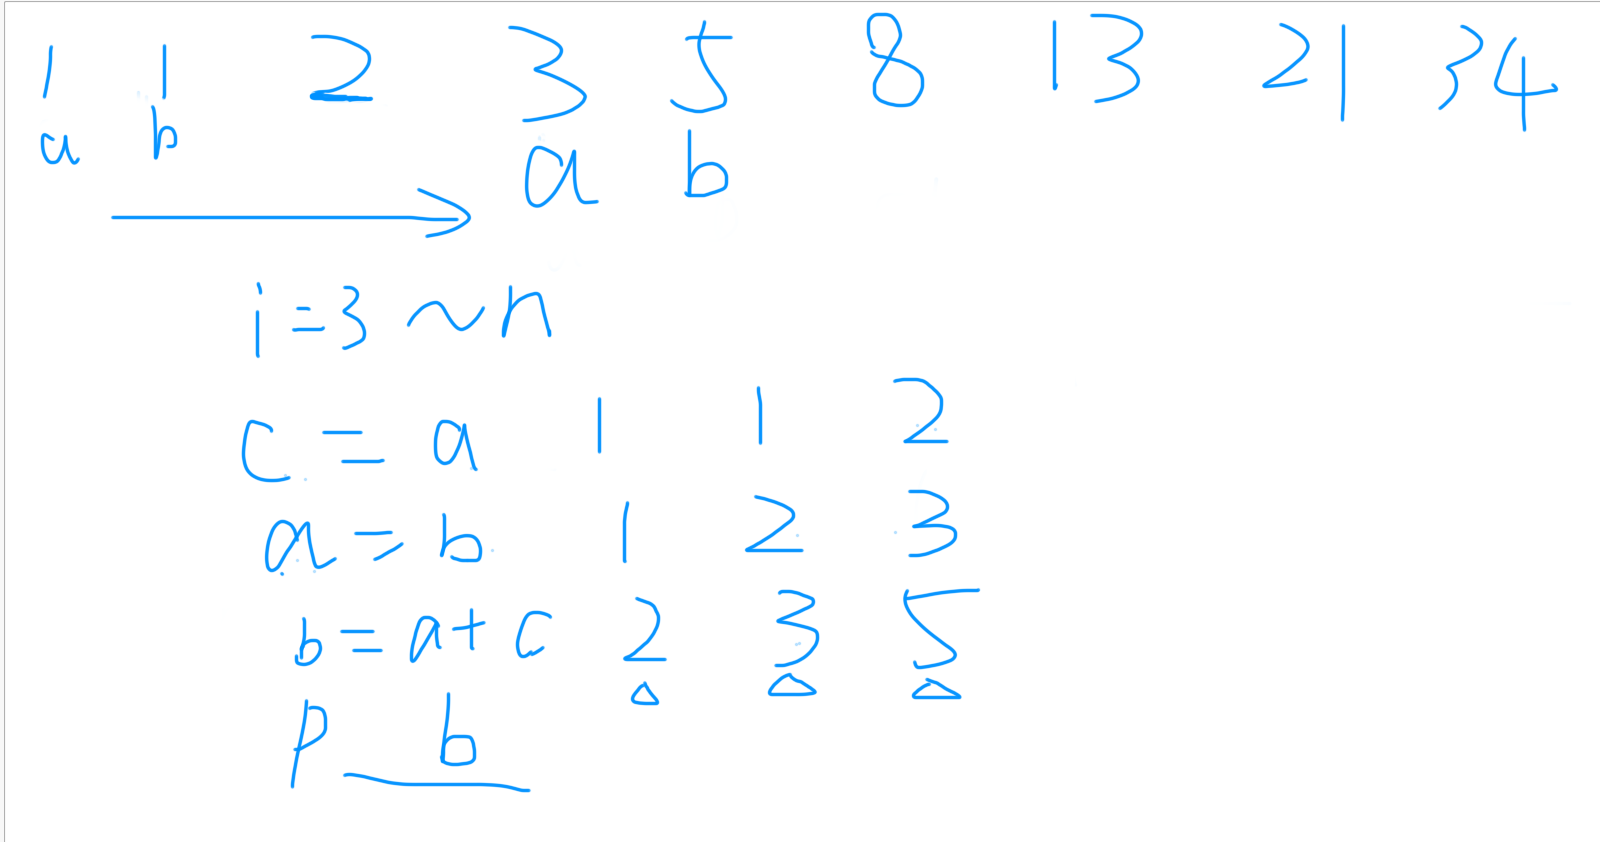 1 1 2 3 5 8 13 21 34
a b a b
i=3 ~ n
c = a 1 1 2
a = b 1 2 3
b = a + c 2 3 5
p b